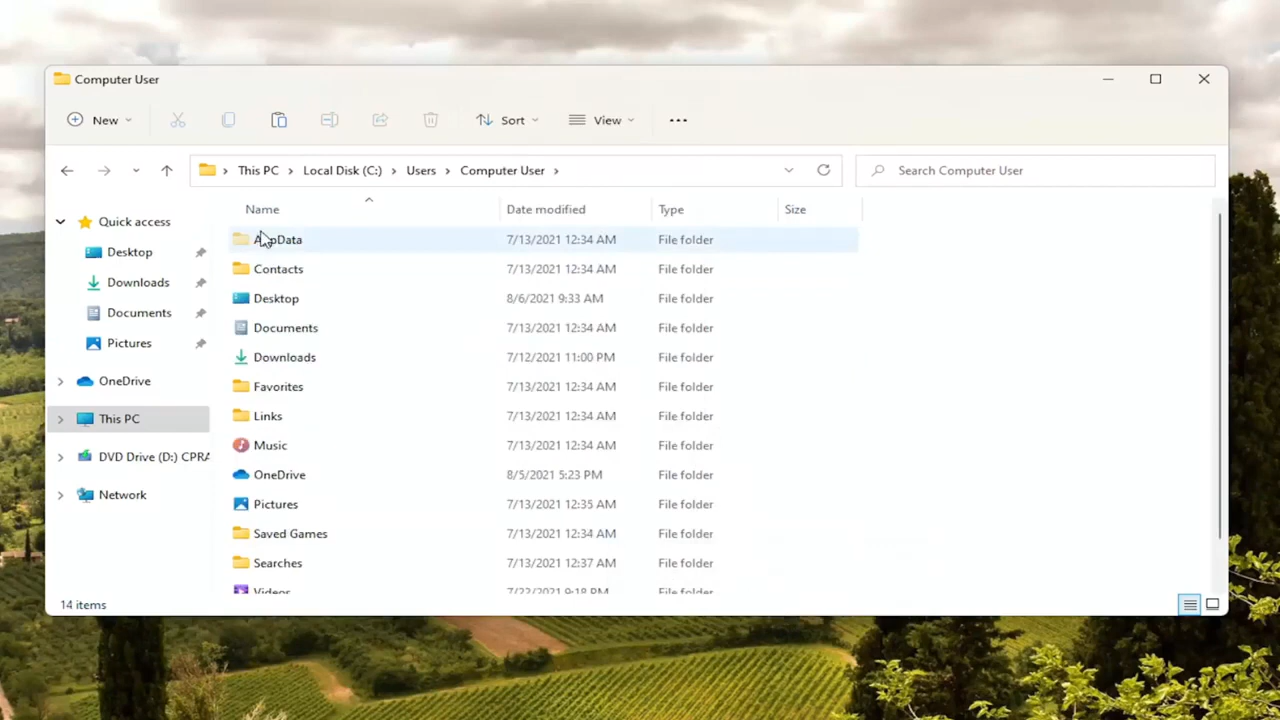 Computer User
New
Sort
View
This PC
Local Disk (C:)
Users
Computer User
Search Computer User
Name
Date modified
Type
Size
Quick access
Desktop
Downloads
Documents
Pictures
OneDrive
This PC
DVD Drive (D:) CPRA
Network
AppData 7/13/2021 12:34 AM File folder
Contacts 7/13/2021 12:34 AM File folder
Desktop 8/6/2021 9:33 AM File folder
Documents 7/13/2021 12:34 AM File folder
Downloads 7/12/2021 11:00 PM File folder
Favorites 7/13/2021 12:34 AM File folder
Links 7/13/2021 12:34 AM File folder
Music 7/13/2021 12:34 AM File folder
OneDrive 8/5/2021 5:23 PM File folder
Pictures 7/13/2021 12:35 AM File folder
Saved Games 7/13/2021 12:34 AM File folder
Searches 7/13/2021 12:37 AM File folder
Videos 7/22/2021 9:18 PM File folder
14 items